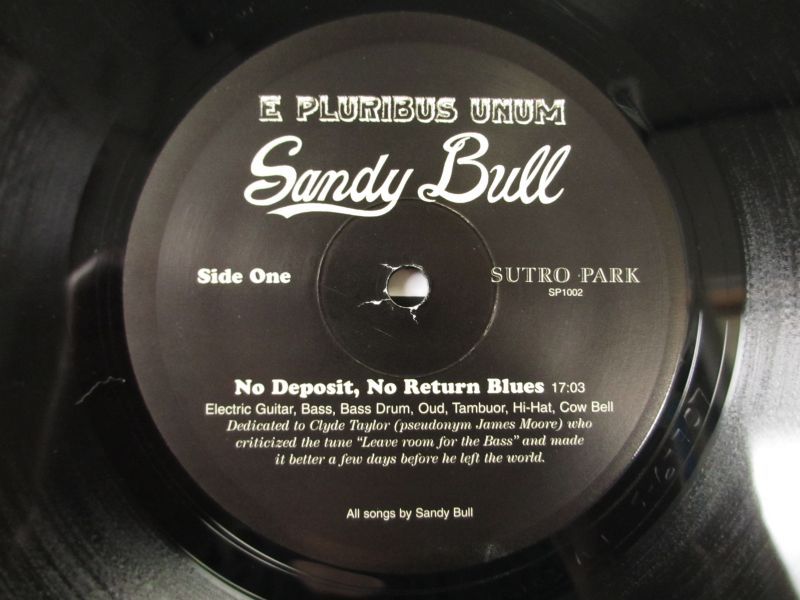 E PLURIBUS UNUM
Sandy Bull
Side One
SUTRO PARK
SP1002
No Deposit, No Return Blues 17:03
Electric Guitar, Bass, Bass Drum, Oud, Tambuor, Hi-Hat, Cow Bell
Dedicated to Clyde Taylor (pseudonym James Moore) who
criticized the tune “Leave room for the Bass” and made
it better a few days before he left the world.
All songs by Sandy Bull